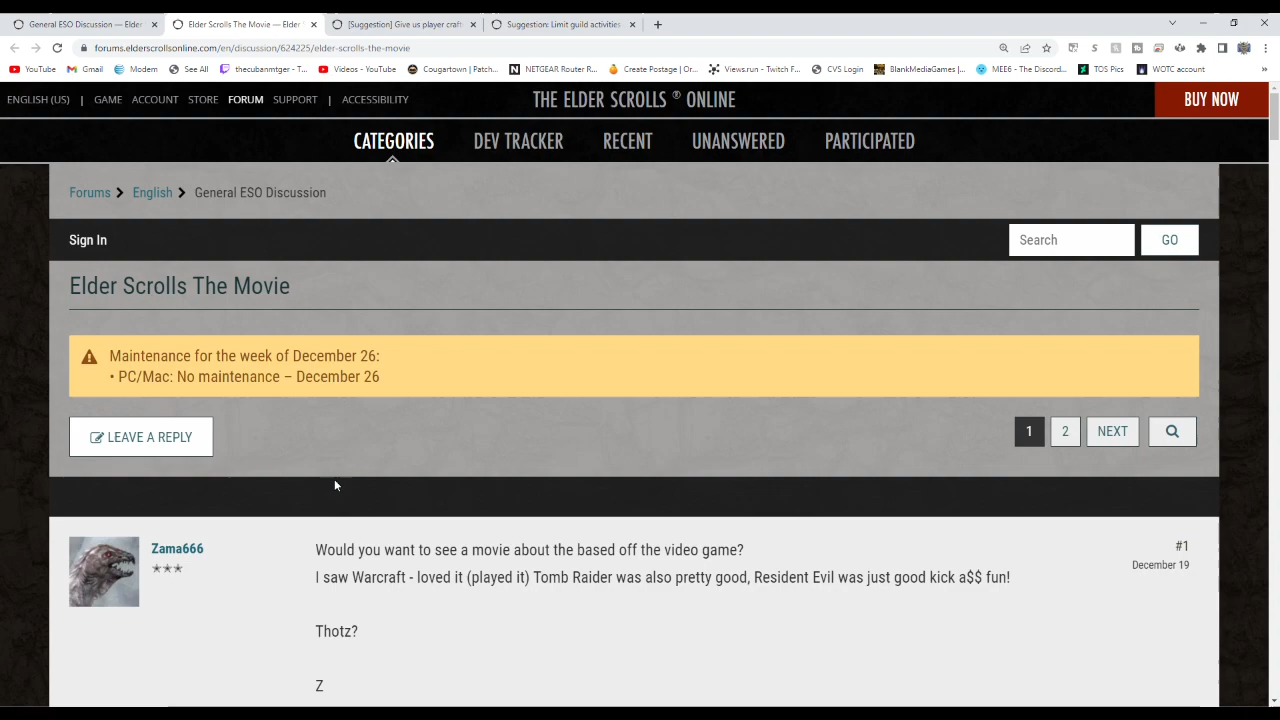 General ESO Discussion — Elder
Elder Scrolls The Movie — Elder S
[Suggestion] Give us player craft
Suggestion: Limit guild activities
forums.elderscrollsonline.com/en/discussion/624225/elder-scrolls-the-movie
YouTube
Gmail
Modem
See All
thecubanmtger - T...
Videos - YouTube
Cougartown | Patch...
NETGEAR Router R...
Create Postage | Or...
Views.run - Twitch F...
CVS Login
BlankMediaGames |...
MEE6 - The Discord...
TOS Pics
WOTC account
»
ENGLISH (US) | GAME ACCOUNT STORE FORUM SUPPORT | ACCESSIBILITY
THE ELDER SCROLLS ® ONLINE
BUY NOW
CATEGORIES DEV TRACKER RECENT UNANSWERED PARTICIPATED
Forums > English > General ESO Discussion
Sign In
Search
GO
Elder Scrolls The Movie
Maintenance for the week of December 26:
• PC/Mac: No maintenance – December 26
LEAVE A REPLY
1 2 NEXT
Zama666
Would you want to see a movie about the based off the video game?
#1
I saw Warcraft - loved it (played it) Tomb Raider was also pretty good, Resident Evil was just good kick a$$ fun!
December 19
Thotz?
Z